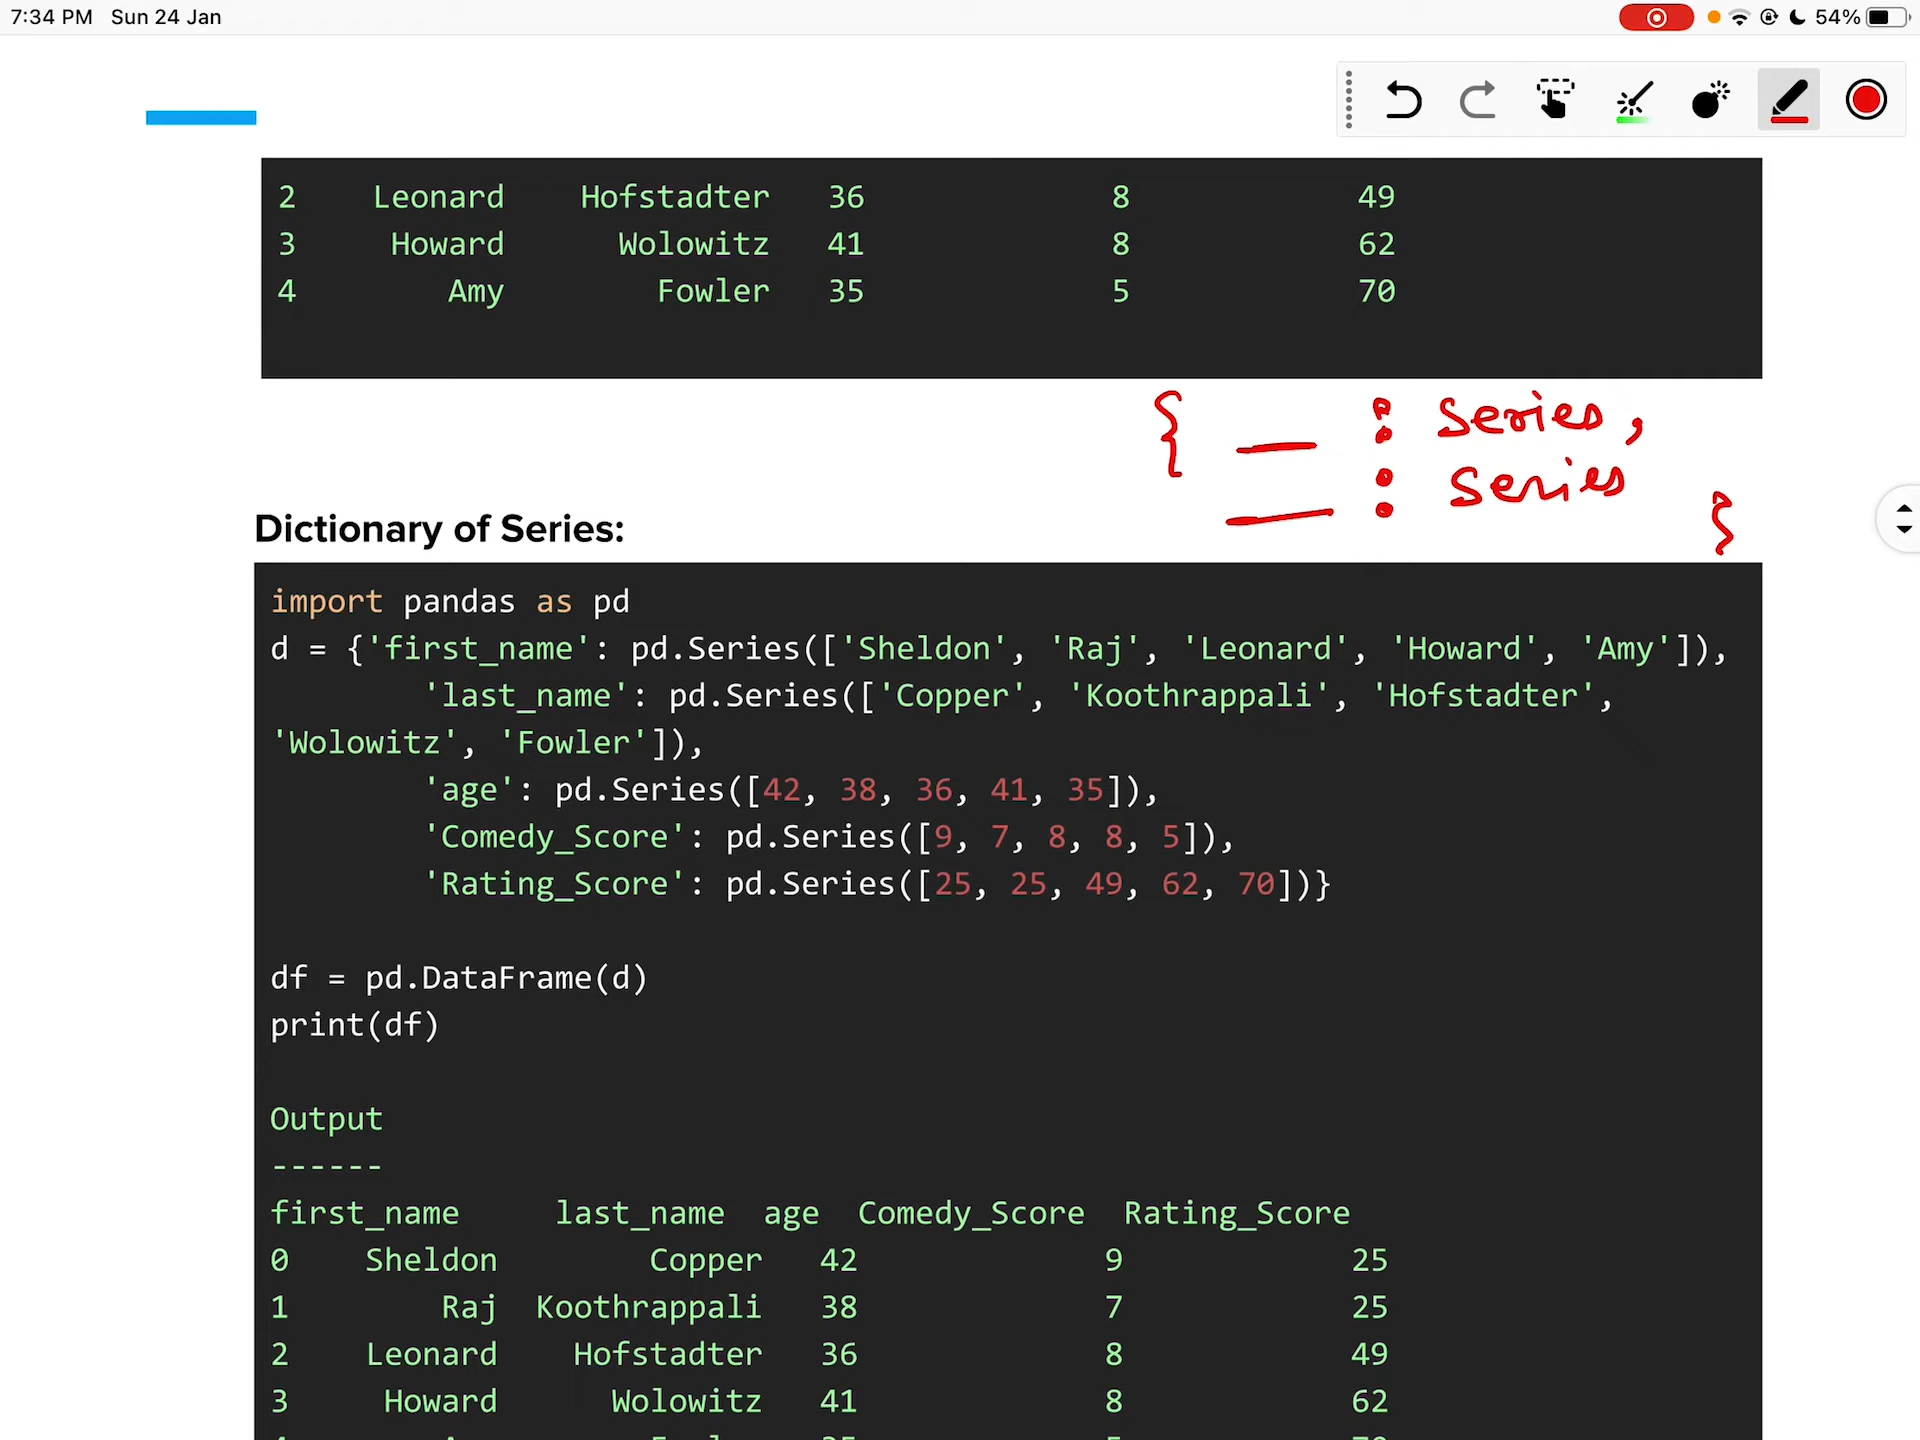 7:34 PM Sun 24 Jan 54%
2 Leonard Hofstadter 36 8 49
3 Howard Wolowitz 41 8 62
4 Amy Fowler 35 5 70
{ __ : Series,
__ : Series }
Dictionary of Series:
import pandas as pd
d = {'first_name': pd.Series(['Sheldon', 'Raj', 'Leonard', 'Howard', 'Amy']),
'last_name': pd.Series(['Copper', 'Koothrappali', 'Hofstadter',
'Wolowitz', 'Fowler']),
'age': pd.Series([42, 38, 36, 41, 35]),
'Comedy_Score': pd.Series([9, 7, 8, 8, 5]),
'Rating_Score': pd.Series([25, 25, 49, 62, 70])}
df = pd.DataFrame(d)
print(df)
Output
------
first_name last_name age Comedy_Score Rating_Score
0 Sheldon Copper 42 9 25
1 Raj Koothrappali 38 7 25
2 Leonard Hofstadter 36 8 49
3 Howard Wolowitz 41 8 62